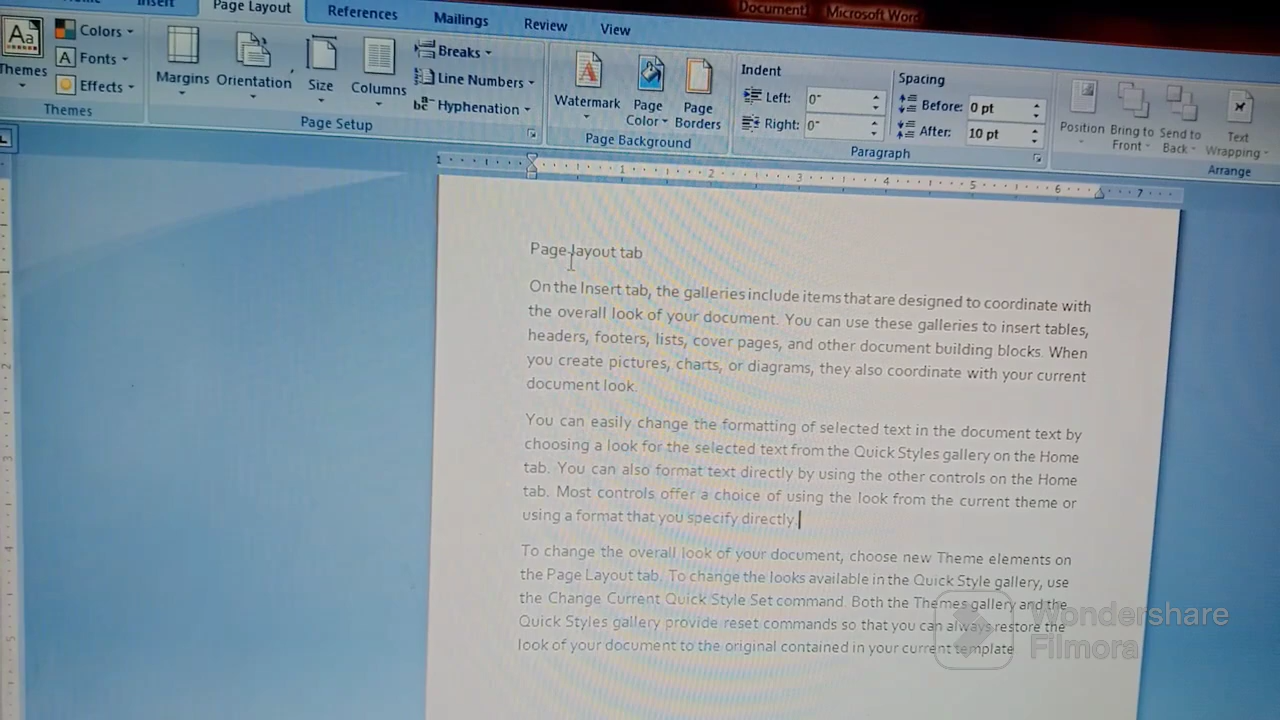 Document1 Microsoft Word
Insert Page Layout References Mailings Review View
Aa Colors
A Fonts
Effects
Themes
Themes
Margins Orientation Size Columns
Breaks
Line Numbers
Hyphenation
Page Setup
Watermark Page Color Page Borders
Page Background
Indent
Left: 0"
Right: 0"
Spacing
Before: 0 pt
After: 10 pt
Paragraph
Position Bring to Front Send to Back Text Wrapping
Arrange
1 1 2 3 4 5 6 7
Page layout tab
On the Insert tab, the galleries include items that are designed to coordinate with
the overall look of your document. You can use these galleries to insert tables,
headers, footers, lists, cover pages, and other document building blocks. When
you create pictures, charts, or diagrams, they also coordinate with your current
document look.
You can easily change the formatting of selected text in the document text by
choosing a look for the selected text from the Quick Styles gallery on the Home
tab. You can also format text directly by using the other controls on the Home
tab. Most controls offer a choice of using the look from the current theme or
using a format that you specify directly.
To change the overall look of your document, choose new Theme elements on
the Page Layout tab. To change the looks available in the Quick Style gallery, use
the Change Current Quick Style Set command. Both the Themes gallery and the
Quick Styles gallery provide reset commands so that you can always restore the
look of your document to the original contained in your current template
Wondershare
Filmora